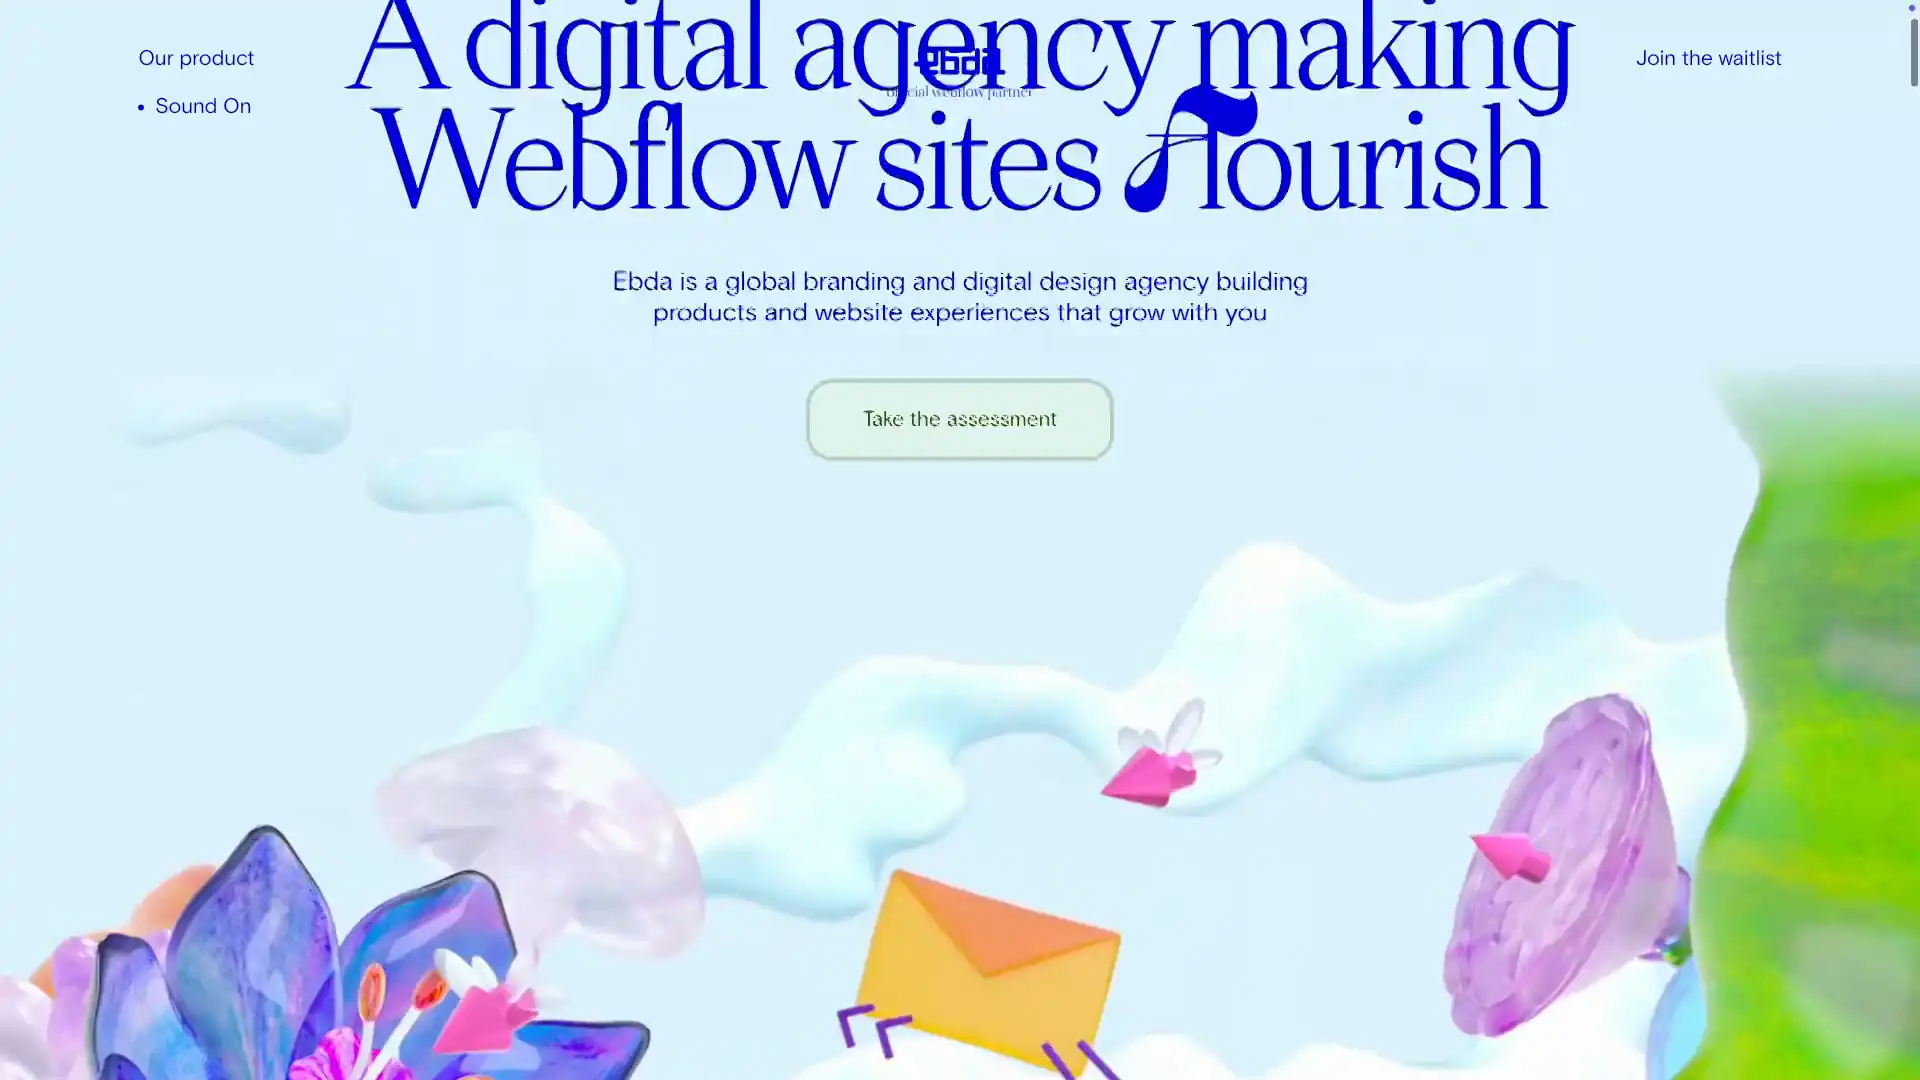 Our product
Sound On
A digital agency making
Webflow sites flourish
ebda
official webflow partner
Join the waitlist
Ebda is a global branding and digital design agency building
products and website experiences that grow with you
Take the assessment